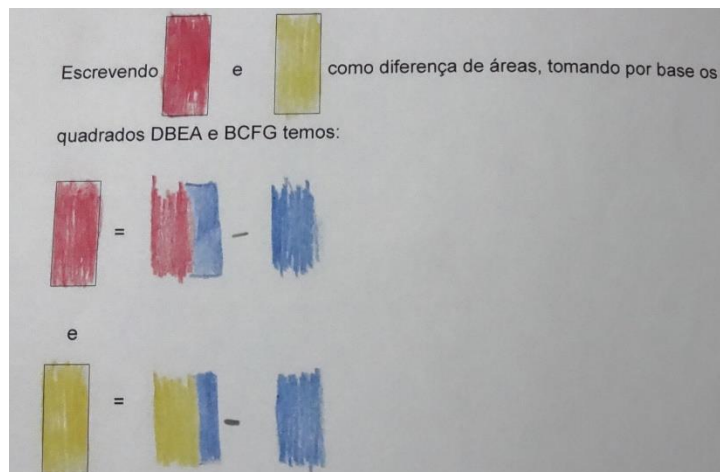 Escrevendo e como diferença de áreas, tomando por base os
quadrados DBEA e BCFG temos:
= -
e
= -